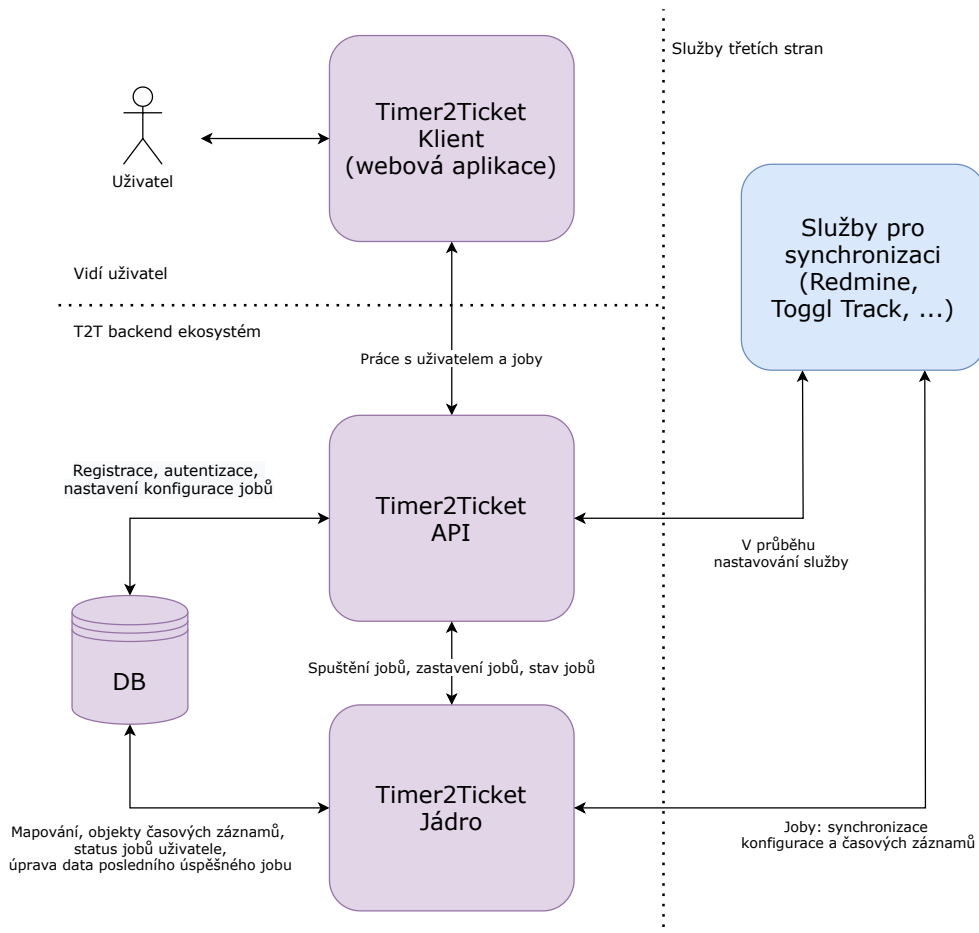 Služby třetích stran
Timer2Ticket
Klient
(webová aplikace)
Uživatel
Služby pro
synchronizaci
(Redmine,
Toggl Track, ...)
Vidí uživatel
T2T backend ekosystém
Práce s uživatelem a joby
Registrace, autentizace,
nastavení konfigurace jobů
Timer2Ticket
API
V průběhu
nastavování služby
DB
Spuštění jobů, zastavení jobů, stav jobů
Timer2Ticket
Jádro
Mapování, objekty časových záznamů,
status jobů uživatele,
úprava data posledního úspěšného jobu
Joby: synchronizace
konfigurace a časových záznamů